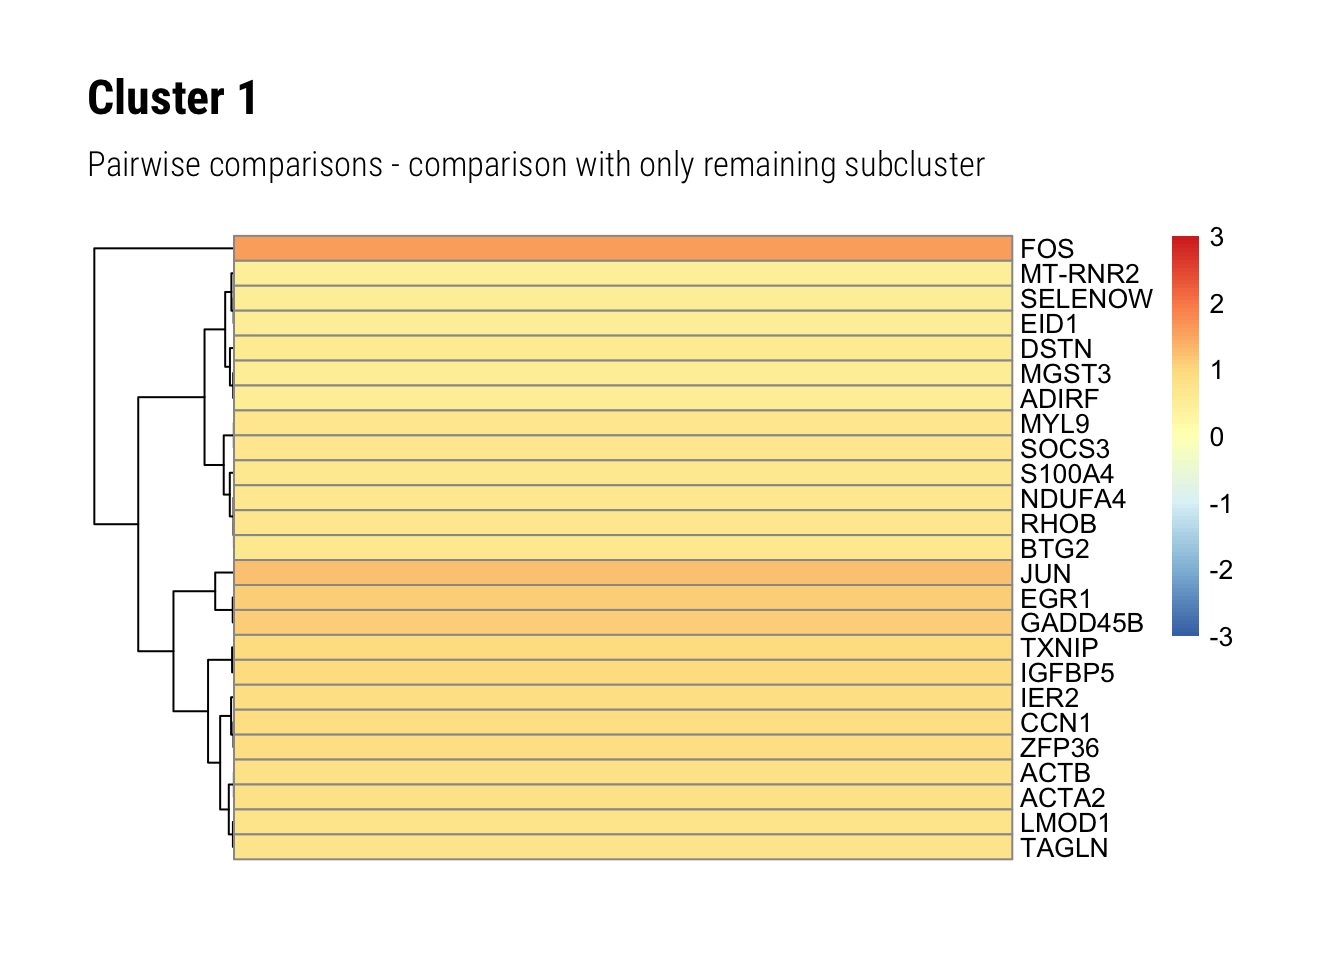 Cluster 1
Pairwise comparisons - comparison with only remaining subcluster
FOS
MT-RNR2
SELENOW
EID1
DSTN
MGST3
ADIRF
MYL9
SOCS3
S100A4
NDUFA4
RHOB
BTG2
JUN
EGR1
GADD45B
TXNIP
IGFBP5
IER2
CCN1
ZFP36
ACTB
ACTA2
LMOD1
TAGLN
3
2
1
0
-1
-2
-3